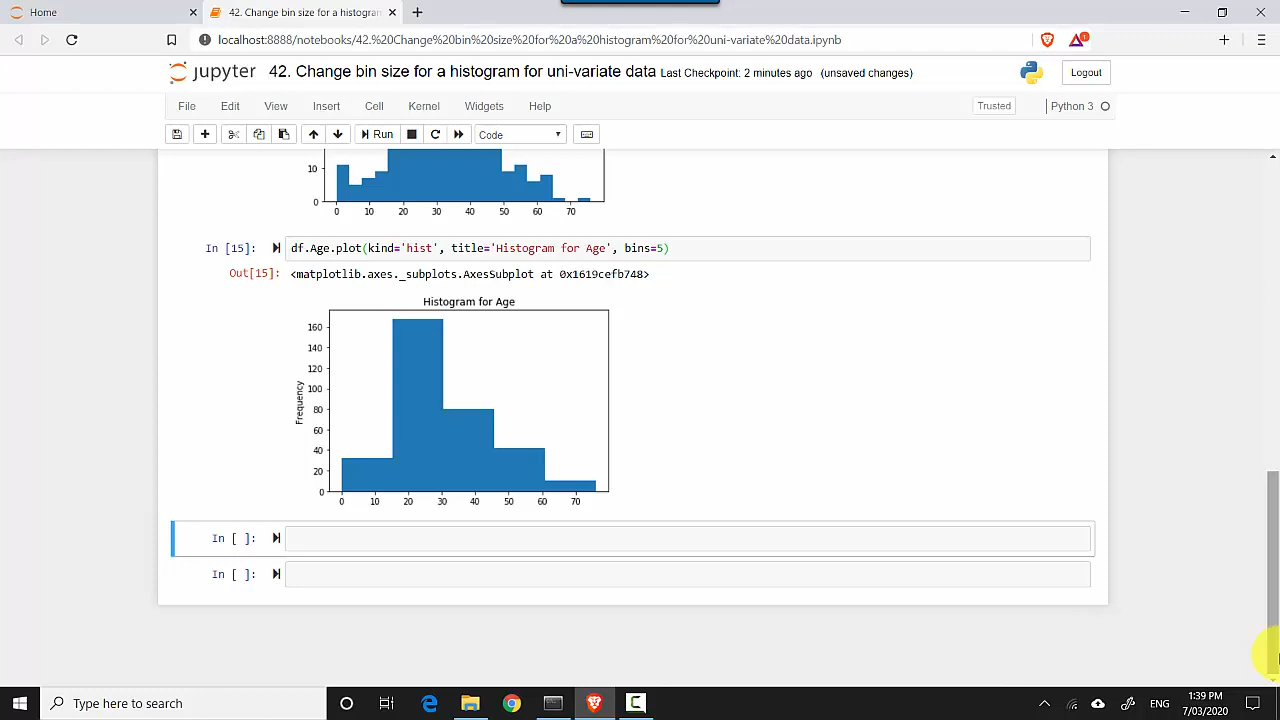 Home
42. Change bin size for a histogram
localhost:8888/notebooks/42.%20Change%20bin%20size%20for%20a%20histogram%20for%20uni-variate%20data.ipynb
1
jupyter 42. Change bin size for a histogram for uni-variate data Last Checkpoint: 2 minutes ago (unsaved changes)
Logout
File Edit View Insert Cell Kernel Widgets Help
Trusted Python 3
Run Code
10
0
0 10 20 30 40 50 60 70
In [15]: df.Age.plot(kind='hist', title='Histogram for Age', bins=5)
Out[15]: <matplotlib.axes._subplots.AxesSubplot at 0x1619cefb748>
Histogram for Age
160
140
120
100
80
60
40
20
0
Frequency
0 10 20 30 40 50 60 70
In [ ]:
In [ ]:
Type here to search
ENG
1:39 PM
7/03/2020